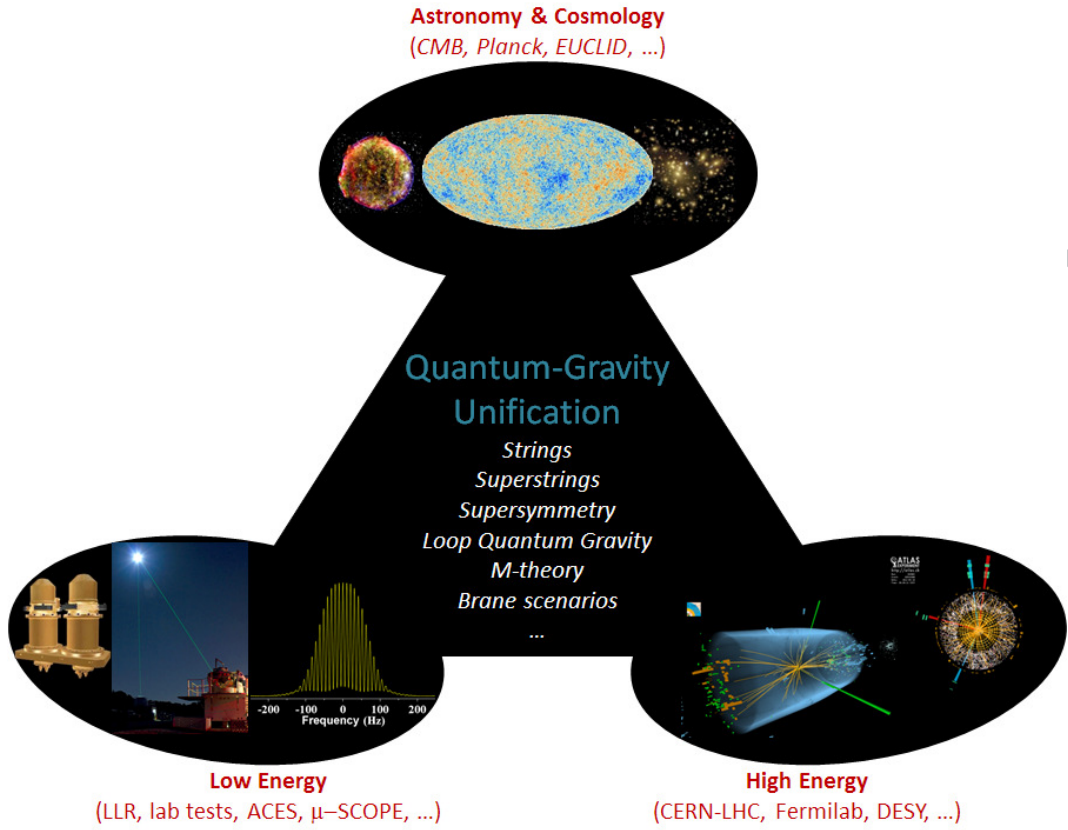 Astronomy & Cosmology
(CMB, Planck, EUCLID, ...)
Quantum-Gravity
Unification
Strings
Superstrings
Supersymmetry
Loop Quantum Gravity
M-theory
Brane scenarios
...
-200 -100 0 100 200
Frequency (Hz)
ATLAS
EXPERIMENT
Low Energy
(LLR, lab tests, ACES, μ–SCOPE, ...)
High Energy
(CERN-LHC, Fermilab, DESY, ...)